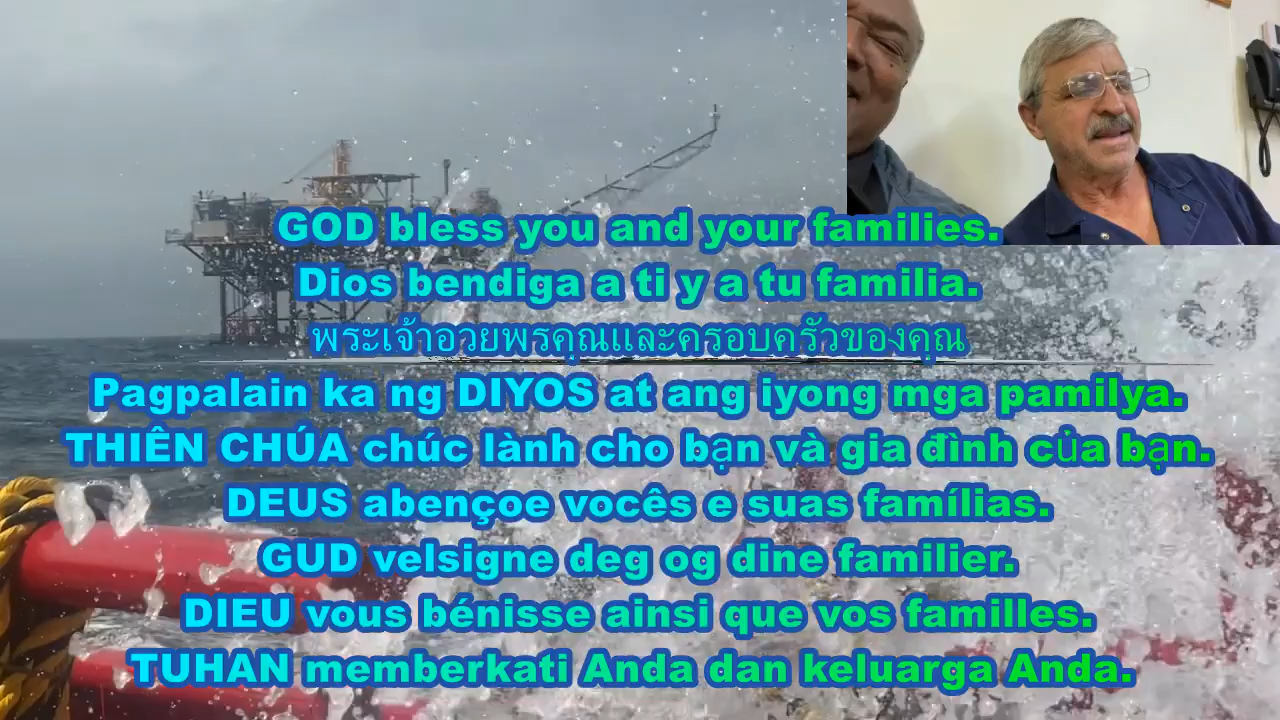 GOD bless you and your families.
Dios bendiga a ti y a tu familia.
พระเจ้าอวยพรคุณและครอบครัวของคุณ
Pagpalain ka ng DIYOS at ang iyong mga pamilya.
THIÊN CHÚA chúc lành cho bạn và gia đình của bạn.
DEUS abençoe vocês e suas famílias.
GUD velsigne deg og dine familier.
DIEU vous bénisse ainsi que vos familles.
TUHAN memberkati Anda dan keluarga Anda.